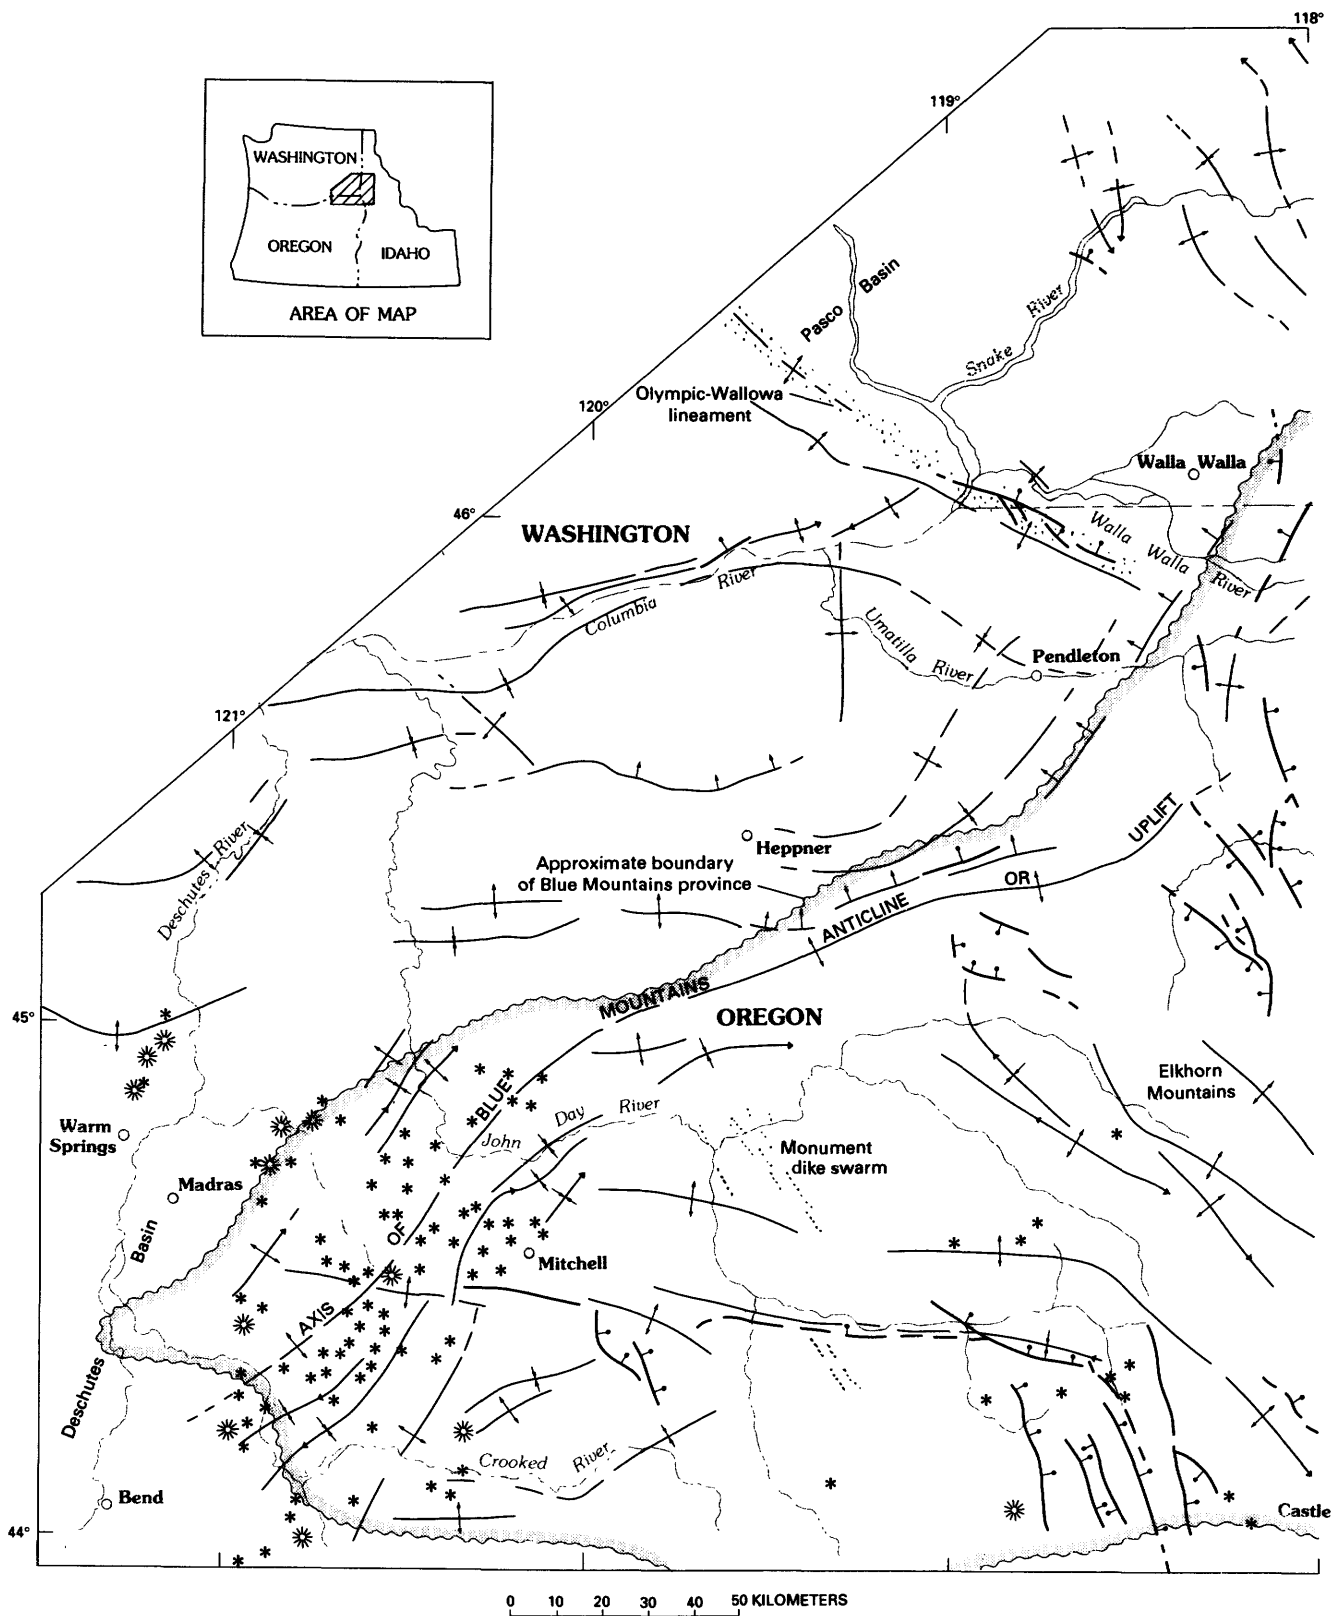 118°
119°
WASHINGTON
OREGON
IDAHO
AREA OF MAP
Pasco Basin
Snake River
Olympic-Wallowa
lineament
120°
Walla Walla
46°
WASHINGTON
Walla Walla River
Columbia River
Umatilla River
Pendleton
121°
Deschutes River
Heppner
UPLIFT
Approximate boundary
of Blue Mountains province
OR
ANTICLINE
MOUNTAINS
45°
OREGON
Elkhorn
Mountains
BLUE
John Day River
Warm
Springs
Monument
dike swarm
Madras
OF
Mitchell
Basin
AXIS
Deschutes
Crooked River
Bend
Castle
44°
0 10 20 30 40 50 KILOMETERS